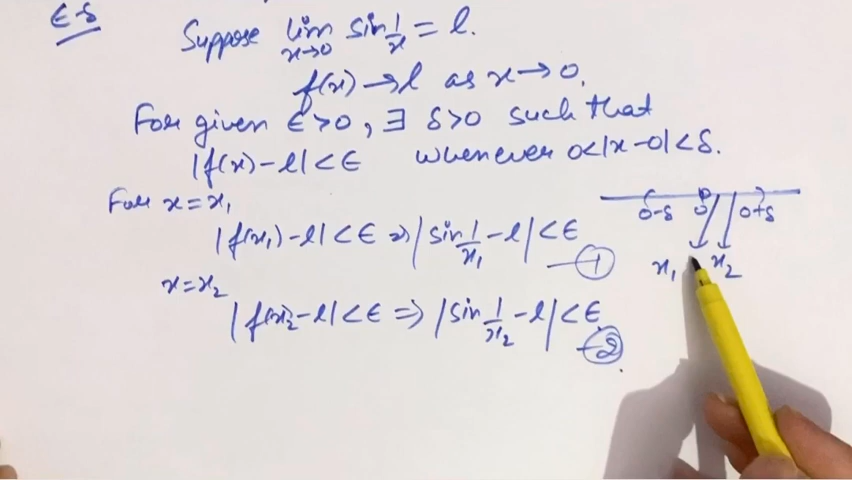 ε-δ
Suppose lim x→0 sin 1/x = l.
f(x) → l as x → 0.
For given ε > 0, ∃ δ > 0 such that
|f(x) - l| < ε whenever 0 < |x - 0| < δ.
For x = x₁
|f(x₁) - l| < ε ⇒ |sin 1/x₁ - l| < ε
— ①
x = x₂
|f(x₂ - l| < ε ⇒ |sin 1/x₂ - l| < ε
— ②
0-δ 0 0+δ
x₁ x₂